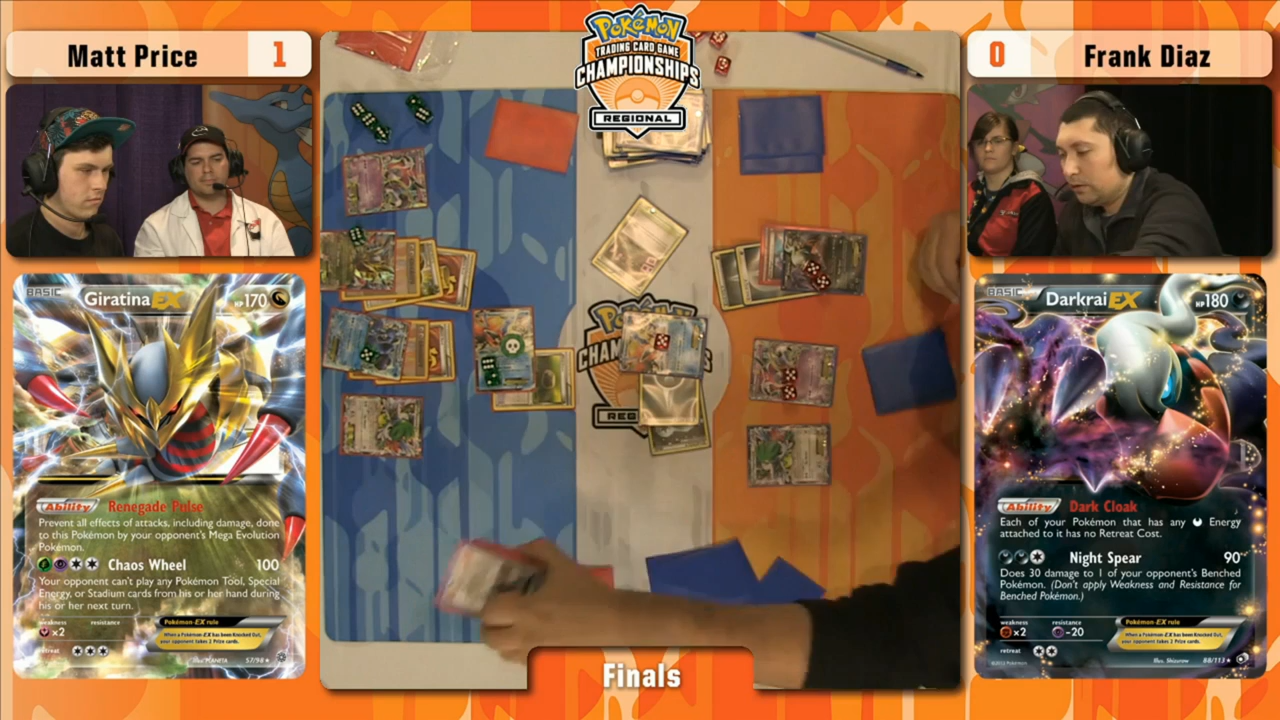 Matt Price 1
0 Frank Diaz
Pokémon
TRADING CARD GAME
CHAMPIONSHIPS
REGIONAL
BASIC
Giratina EX HP170
Ability Renegade Pulse
Prevent all effects of attacks, including damage, done
to this Pokémon by your opponent's Mega Evolution
Pokémon.
Chaos Wheel 100
Your opponent can't play any Pokémon Tool, Special
Energy, or Stadium cards from his or her hand during
his or her next turn.
weakness resistance
×2
Pokémon-EX rule
When a Pokémon-EX has been Knocked Out,
your opponent takes 2 Prize cards.
retreat
57/98
BASIC
Darkrai EX HP180
Ability Dark Cloak
Each of your Pokémon that has any Energy
attached to it has no Retreat Cost.
Night Spear 90
Does 30 damage to 1 of your opponent's Benched
Pokémon. (Don't apply Weakness and Resistance for
Benched Pokémon.)
weakness resistance
×2 -20
Pokémon-EX rule
When a Pokémon-EX has been Knocked Out,
your opponent takes 2 Prize cards.
retreat
88/113
Finals